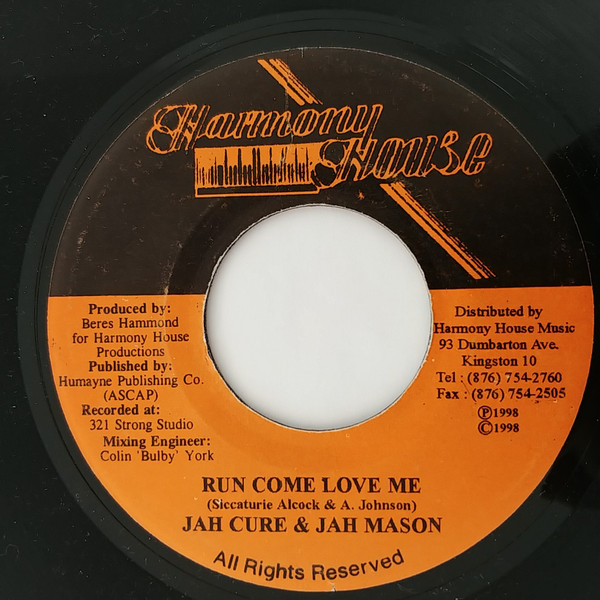 Harmony
House
Produced by:
Beres Hammond
for Harmony House
Productions
Published by:
Humayne Publishing Co.
(ASCAP)
Recorded at:
321 Strong Studio
Mixing Engineer:
Colin 'Bulby' York
Distributed by
Harmony House Music
93 Dumbarton Ave.
Kingston 10
Tel : (876) 754-2760
Fax : (876) 754-2505
Ⓟ1998
©1998
RUN COME LOVE ME
(Siccaturie Alcock & A. Johnson)
JAH CURE & JAH MASON
All Rights Reserved